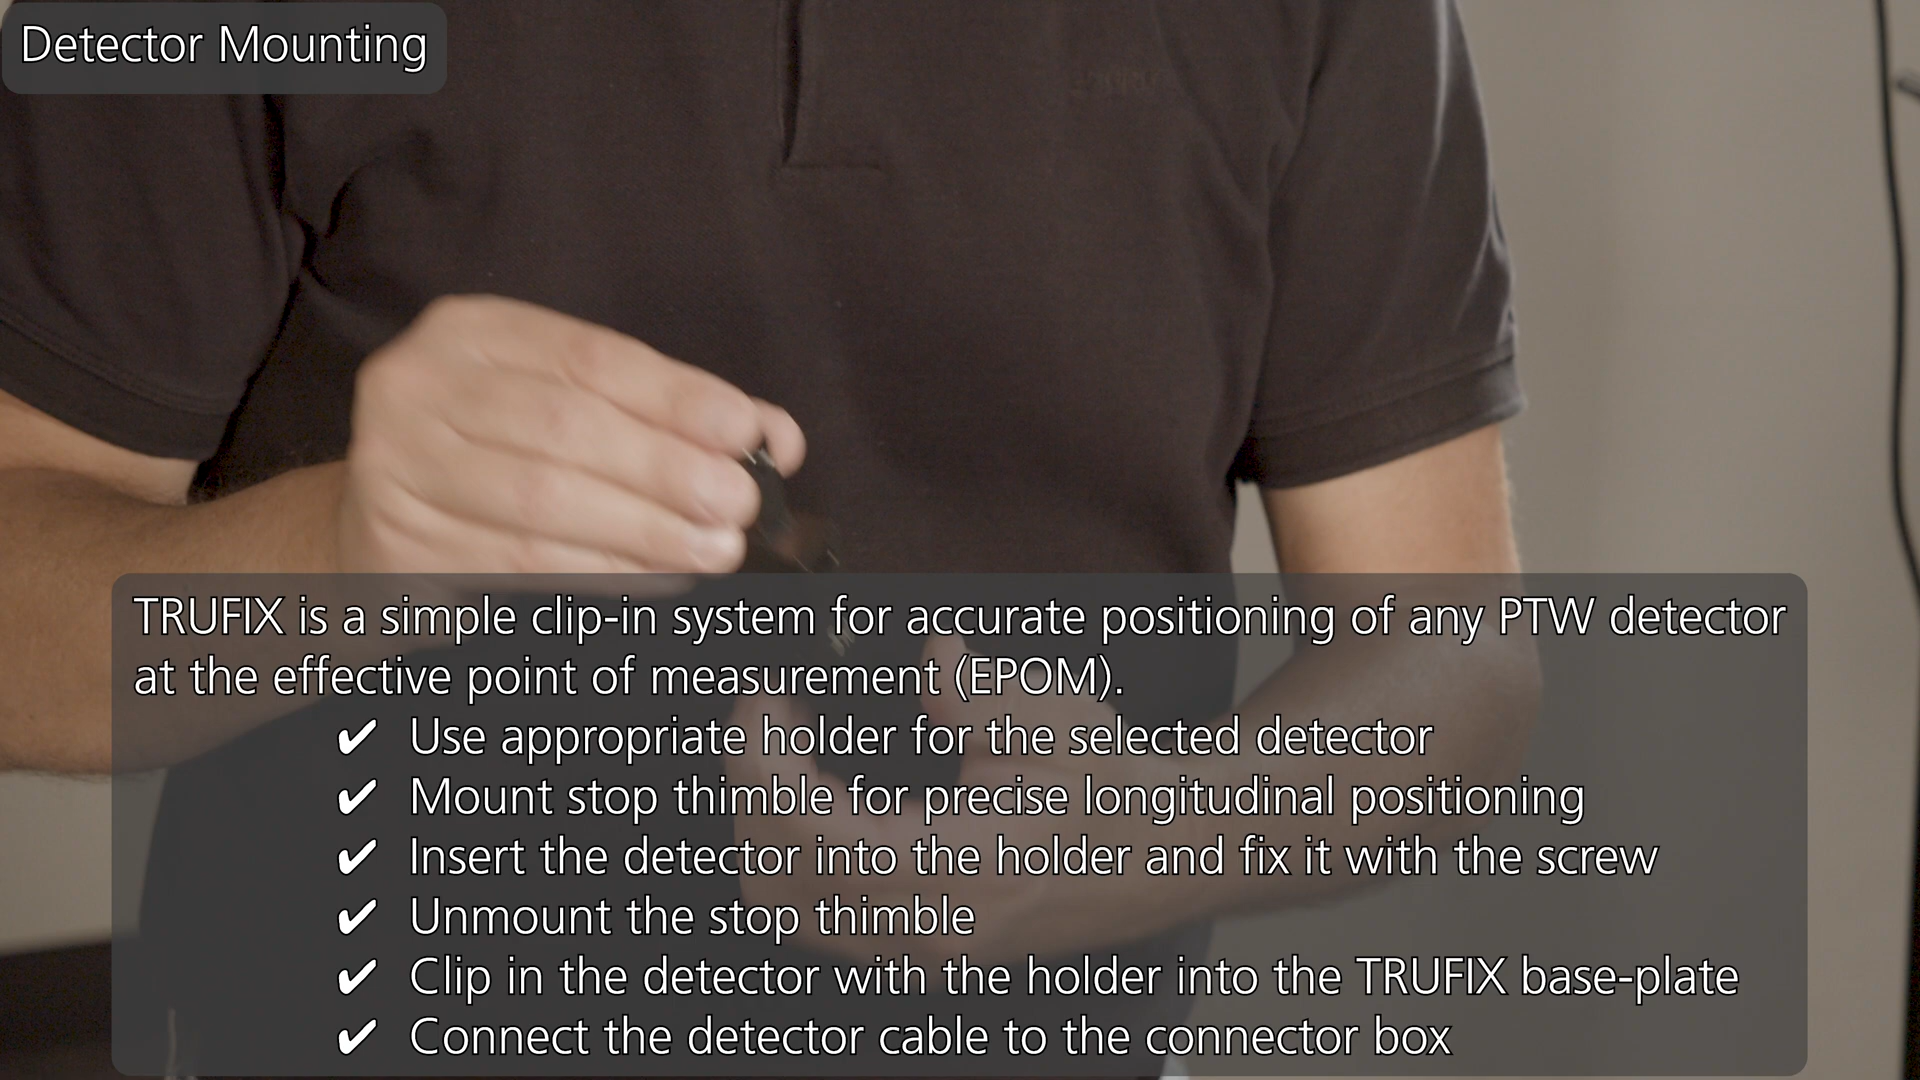 Detector Mounting
TRUFIX is a simple clip-in system for accurate positioning of any PTW detector
at the effective point of measurement (EPOM).
✔ Use appropriate holder for the selected detector
✔ Mount stop thimble for precise longitudinal positioning
✔ Insert the detector into the holder and fix it with the screw
✔ Unmount the stop thimble
✔ Clip in the detector with the holder into the TRUFIX base-plate
✔ Connect the detector cable to the connector box